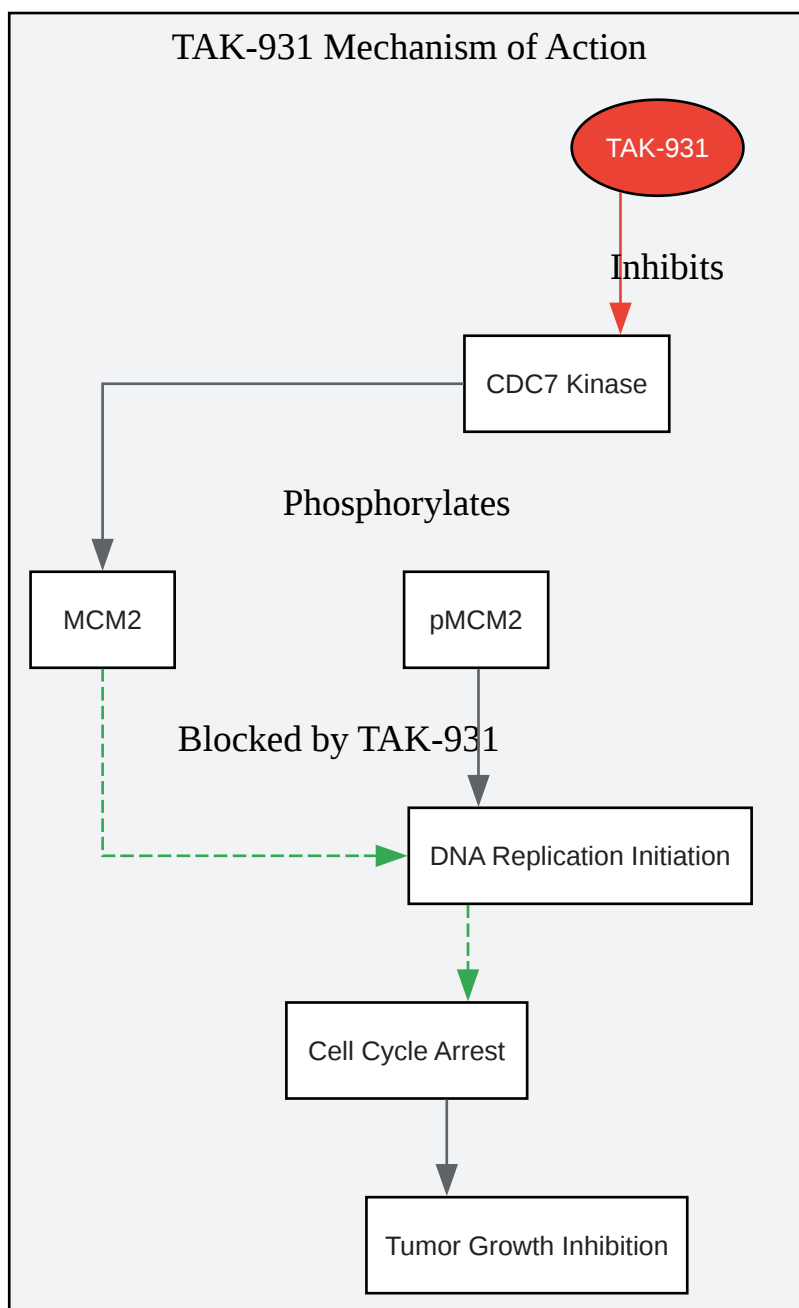 TAK-931 Mechanism of Action
TAK-931
Inhibits
CDC7 Kinase
Phosphorylates
MCM2
pMCM2
Blocked by TAK-931
DNA Replication Initiation
Cell Cycle Arrest
Tumor Growth Inhibition